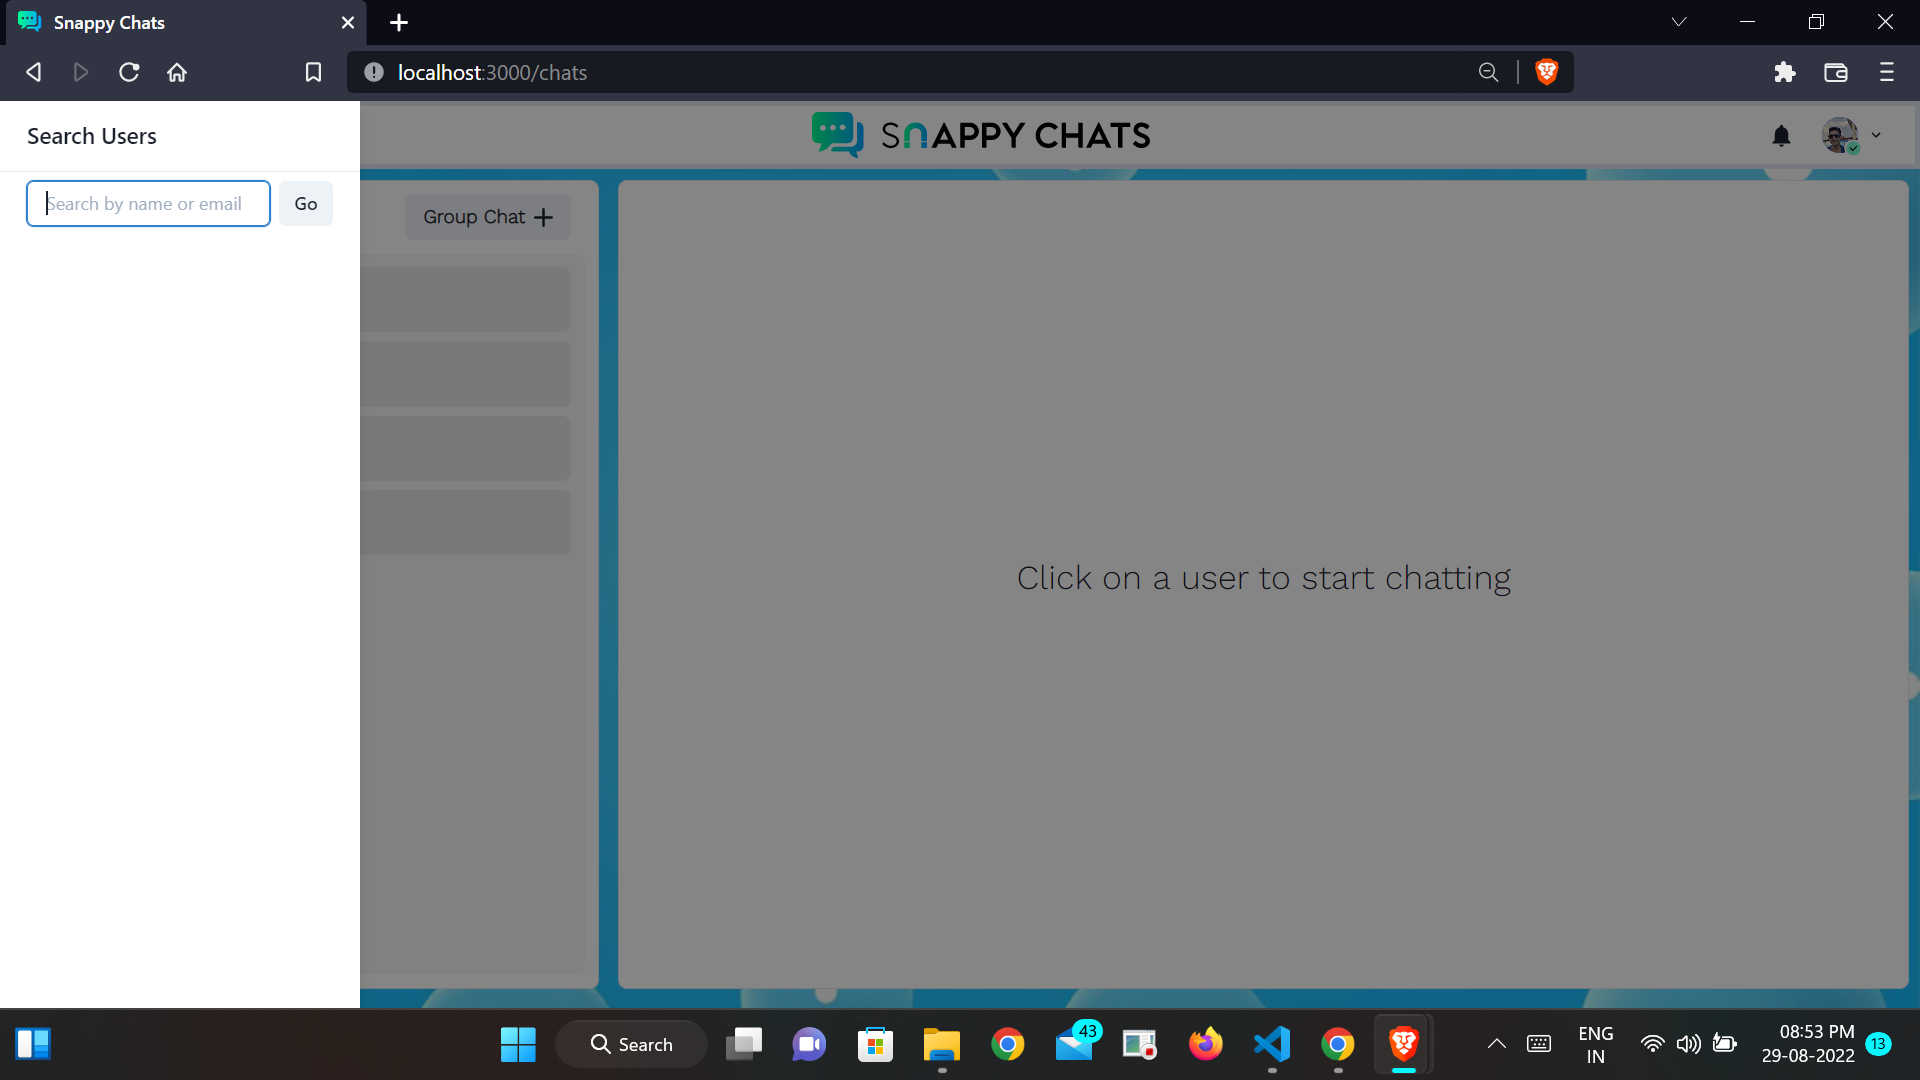 Snappy Chats
localhost:3000/chats
Search Users
SnAPPY CHATS
Search by name or email
Go
Group Chat
Click on a user to start chatting
Search
43
ENG
IN
08:53 PM
29-08-2022
13